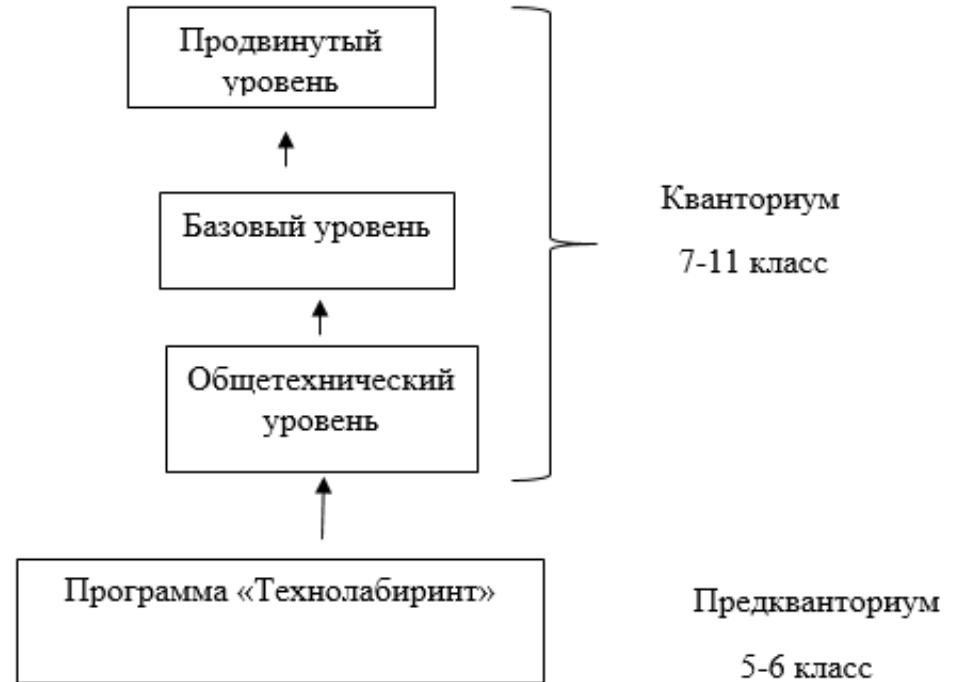 Продвинутый
уровень
Базовый уровень
Кванториум
7-11 класс
Общетехнический
уровень
Программа «Технолабиринт»
Предкванториум
5-6 класс